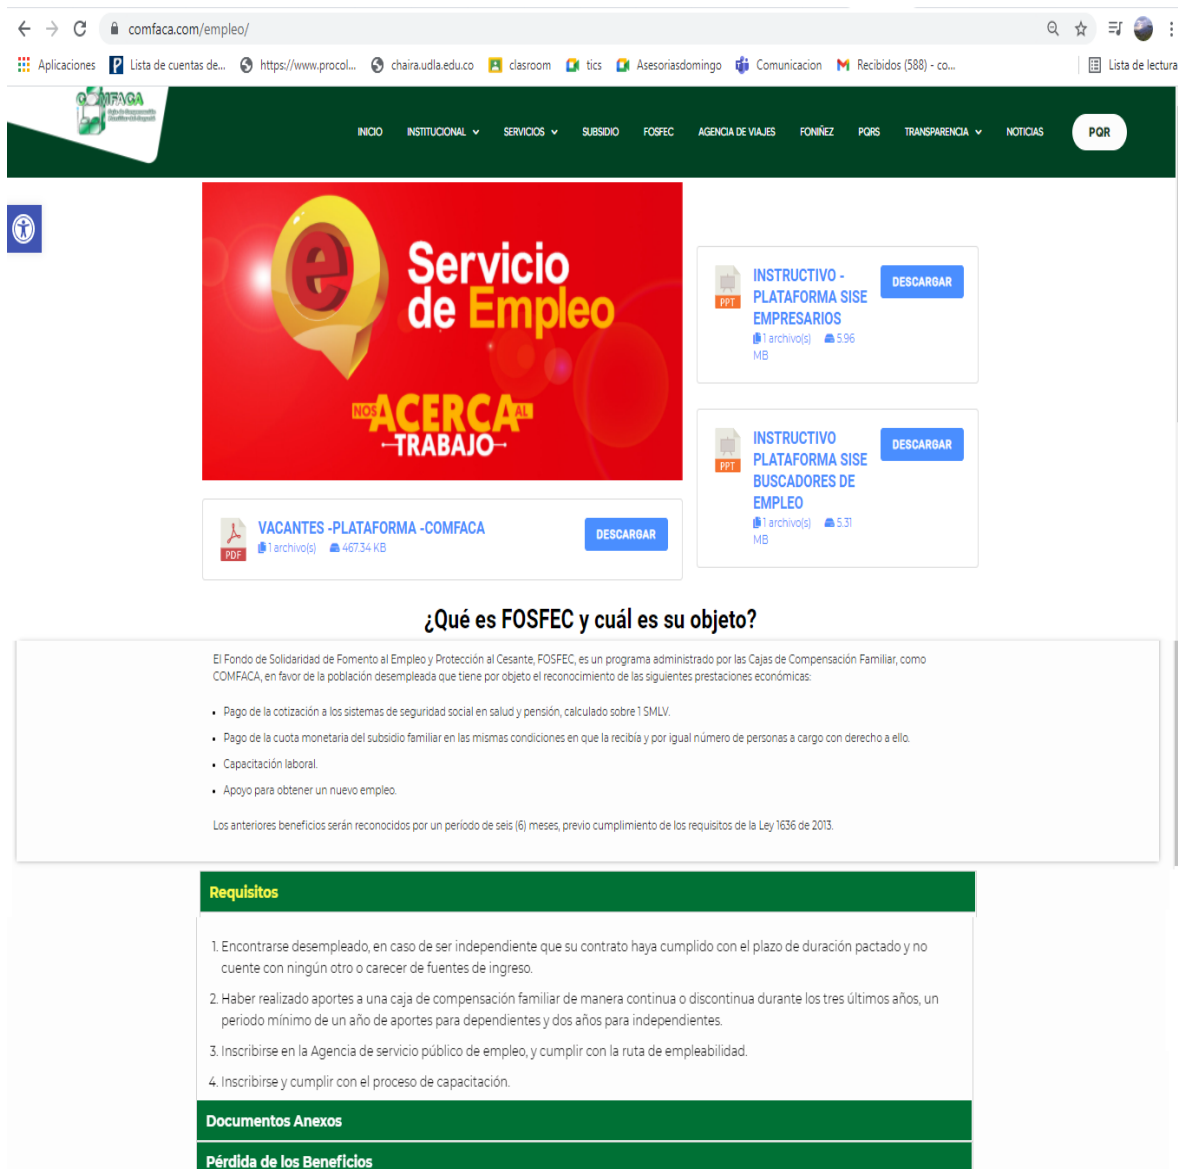 comfaca.com/empleo/
Aplicaciones Lista de cuentas de... https://www.procol... chaira.udla.edu.co clasroom tics Asesoriasdomingo Comunicacion Recibidos (588) - co... Lista de lectura
COMFACA
INICIO INSTITUCIONAL SERVICIOS SUBSIDIO FOSFEC AGENCIA DE VIAJES FONIÑEZ PQRS TRANSPARENCIA NOTICIAS PQR
e
Servicio
de Empleo
NOS ACERCA AL
TRABAJO
INSTRUCTIVO -
PLATAFORMA SISE
EMPRESARIOS
1 archivo(s) 5.96
MB
DESCARGAR
PPT
INSTRUCTIVO
PLATAFORMA SISE
BUSCADORES DE
EMPLEO
1 archivo(s) 5.31
MB
DESCARGAR
PPT
VACANTES -PLATAFORMA -COMFACA
1 archivo(s) 467.34 KB
DESCARGAR
PDF
¿Qué es FOSFEC y cuál es su objeto?
El Fondo de Solidaridad de Fomento al Empleo y Protección al Cesante, FOSFEC, es un programa administrado por las Cajas de Compensación Familiar, como
COMFACA, en favor de la población desempleada que tiene por objeto el reconocimiento de las siguientes prestaciones económicas:
• Pago de la cotización a los sistemas de seguridad social en salud y pensión, calculado sobre 1 SMLV.
• Pago de la cuota monetaria del subsidio familiar en las mismas condiciones en que la recibía y por igual número de personas a cargo con derecho a ello.
• Capacitación laboral.
• Apoyo para obtener un nuevo empleo.
Los anteriores beneficios serán reconocidos por un período de seis (6) meses, previo cumplimiento de los requisitos de la Ley 1636 de 2013.
Requisitos
1. Encontrarse desempleado, en caso de ser independiente que su contrato haya cumplido con el plazo de duración pactado y no
cuente con ningún otro o carecer de fuentes de ingreso.
2. Haber realizado aportes a una caja de compensación familiar de manera continua o discontinua durante los tres últimos años, un
periodo mínimo de un año de aportes para dependientes y dos años para independientes.
3. Inscribirse en la Agencia de servicio público de empleo, y cumplir con la ruta de empleabilidad.
4. Inscribirse y cumplir con el proceso de capacitación.
Documentos Anexos
Pérdida de los Beneficios